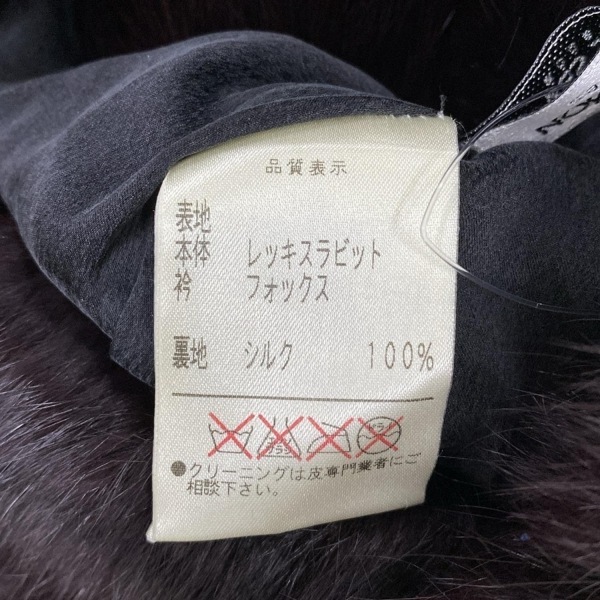 品質表示
表地
本体 レッキスラビット
衿 フォックス
裏地 シルク 100%
●クリーニングは皮専門業者にご
相談下さい。